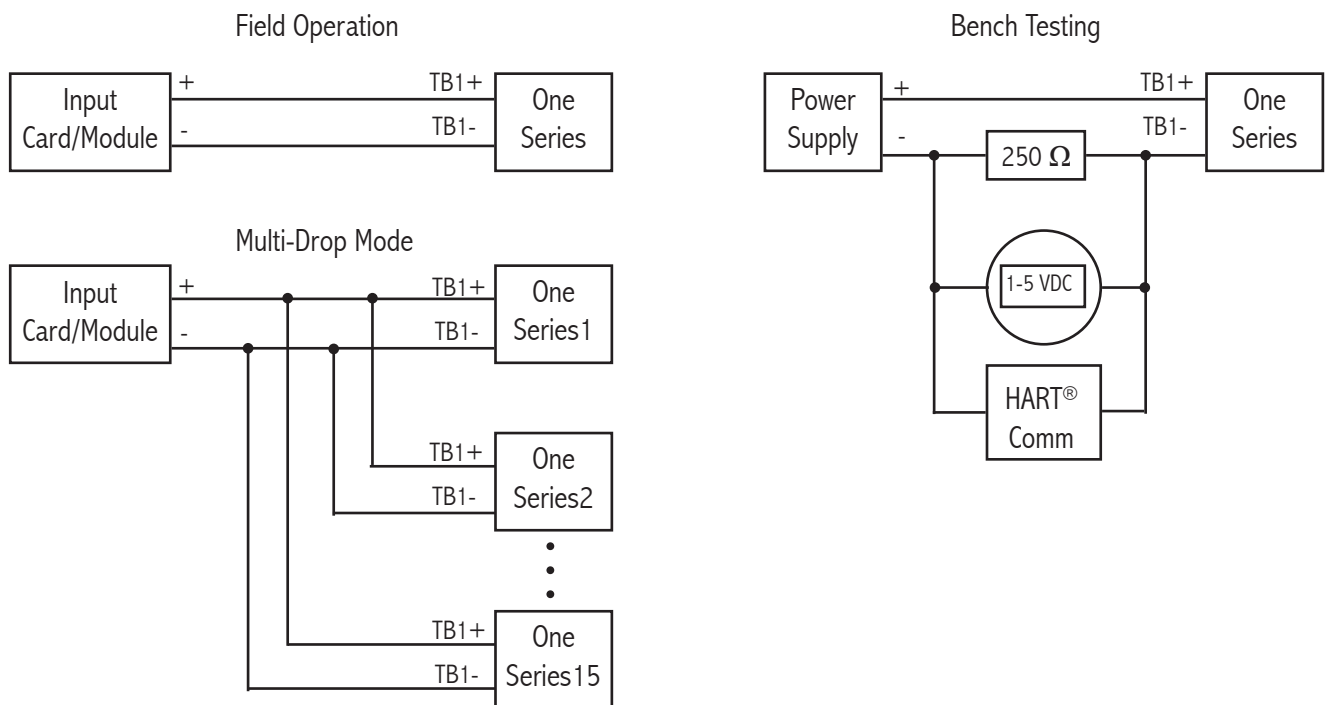 Field Operation
Input
Card/Module
+
-
TB1+
TB1-
One
Series
Multi-Drop Mode
Input
Card/Module
+
-
TB1+
TB1-
One
Series1
TB1+
TB1-
One
Series2
TB1+
TB1-
One
Series15
Bench Testing
Power
Supply
+
-
TB1+
TB1-
One
Series
250 Ω
1-5 VDC
HART®
Comm